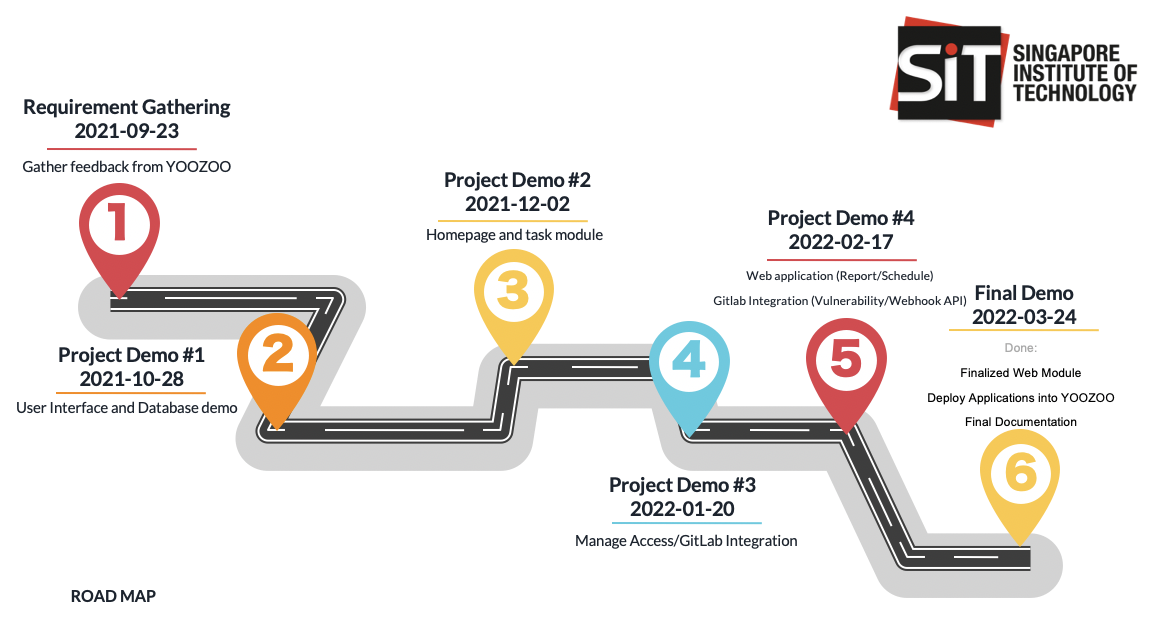 SiT
SINGAPORE
INSTITUTE OF
TECHNOLOGY
Requirement Gathering
2021-09-23
Gather feedback from YOOZOO
1
Project Demo #1
2021-10-28
User Interface and Database demo
2
Project Demo #2
2021-12-02
Homepage and task module
3
Project Demo #3
2022-01-20
Manage Access/GitLab Integration
4
Project Demo #4
2022-02-17
Web application (Report/Schedule)
Gitlab Integration (Vulnerability/Webhook API)
5
Final Demo
2022-03-24
Done:
Finalized Web Module
Deploy Applications into YOOZOO
Final Documentation
6
ROAD MAP